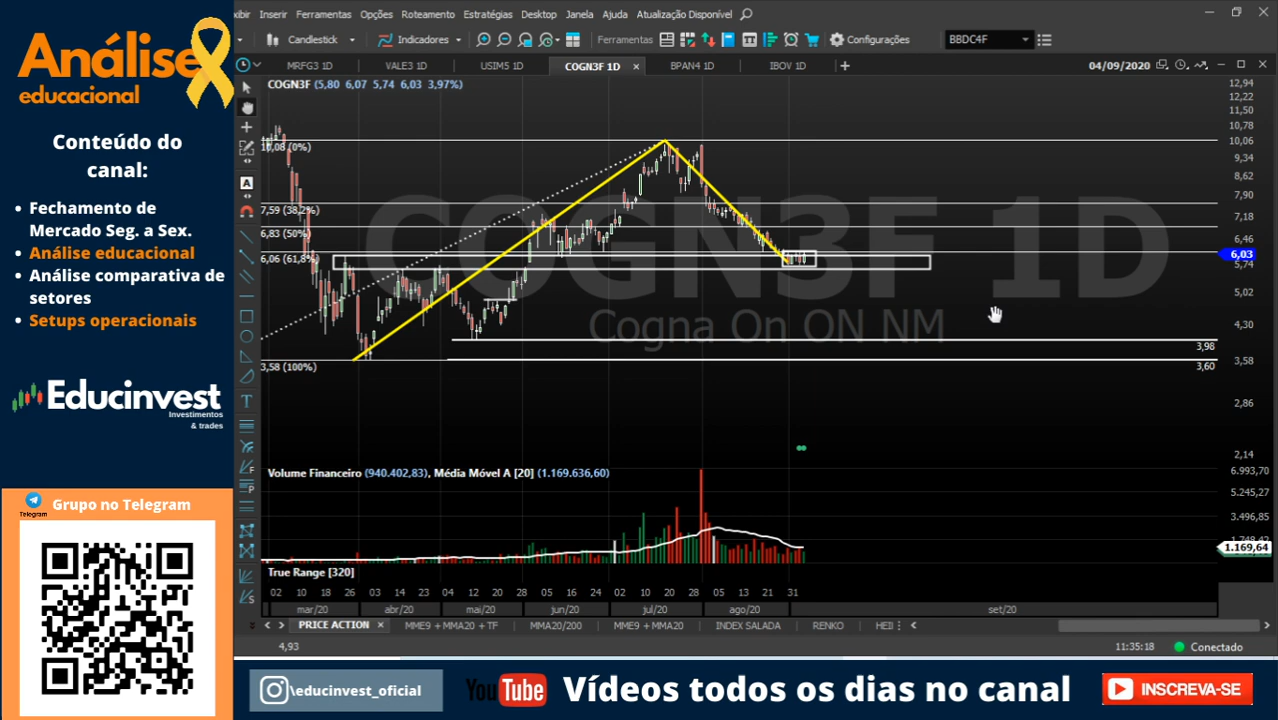 Análise
educacional
Conteúdo do
canal:
Fechamento de
Mercado Seg. a Sex.
Análise educacional
Análise comparativa de
setores
Setups operacionais
Educinvest
Investimentos
& trades
Telegram
Grupo no Telegram
Inserir Ferramentas Opções Roteamento Estratégias Desktop Janela Ajuda Atualização Disponível
Candlestick Indicadores Ferramentas Configurações BBDC4F
MRFG3 1D VALE3 1D USIM5 1D COGN3F 1D BPAN4 1D IBOV 1D 04/09/2020
COGN3F (5,80 6,07 5,74 6,03 3,97%)
COGN3F 1D
Cogna On ON NM
10,08 (0%)
7,59 (38,2%)
6,83 (50%)
6,06 (61,8%)
3,58 (100%)
3,98
3,60
12,94
12,22
11,50
10,78
10,06
9,34
8,62
7,90
7,18
6,46
6,03
5,74
5,02
4,30
3,58
2,86
2,14
Volume Financeiro (940.402,83), Média Móvel A [20] (1.169.636,60)
6.993,70
5.245,27
3.496,85
1.169,64
True Range [320]
02 10 18 26 03 15 24 04 12 20 28 05 16 24 02 10 20 28 05 13 21 31
mar/20 abr/20 mai/20 jun/20 jul/20 ago/20 set/20
PRICE ACTION MME9 + MMA20 + TF MMA20/200 MME9 + MMA20 INDEX SALADA RENKO HEII
4,93 11:35:18 Conectado
\educinvest_oficial
YouTube
Vídeos todos os dias no canal
INSCREVA-SE